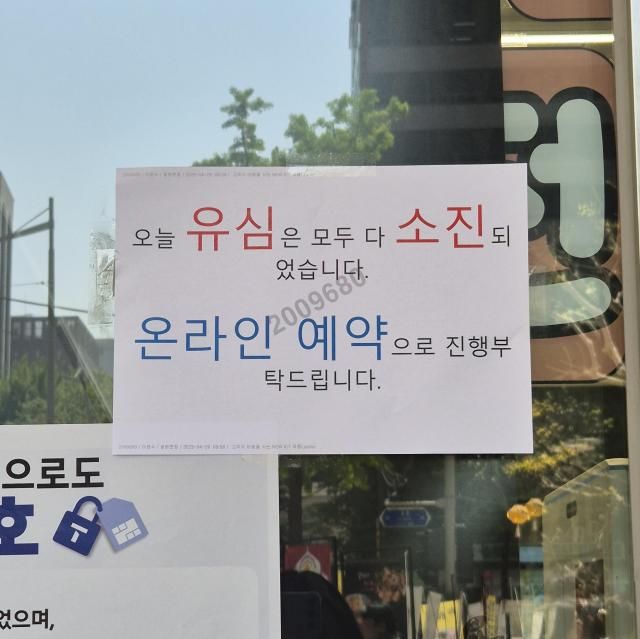 오늘 유심은 모두 다 소진되
었습니다.
2009680
온라인 예약으로 진행부
탁드립니다.
으로도
호
었으며,